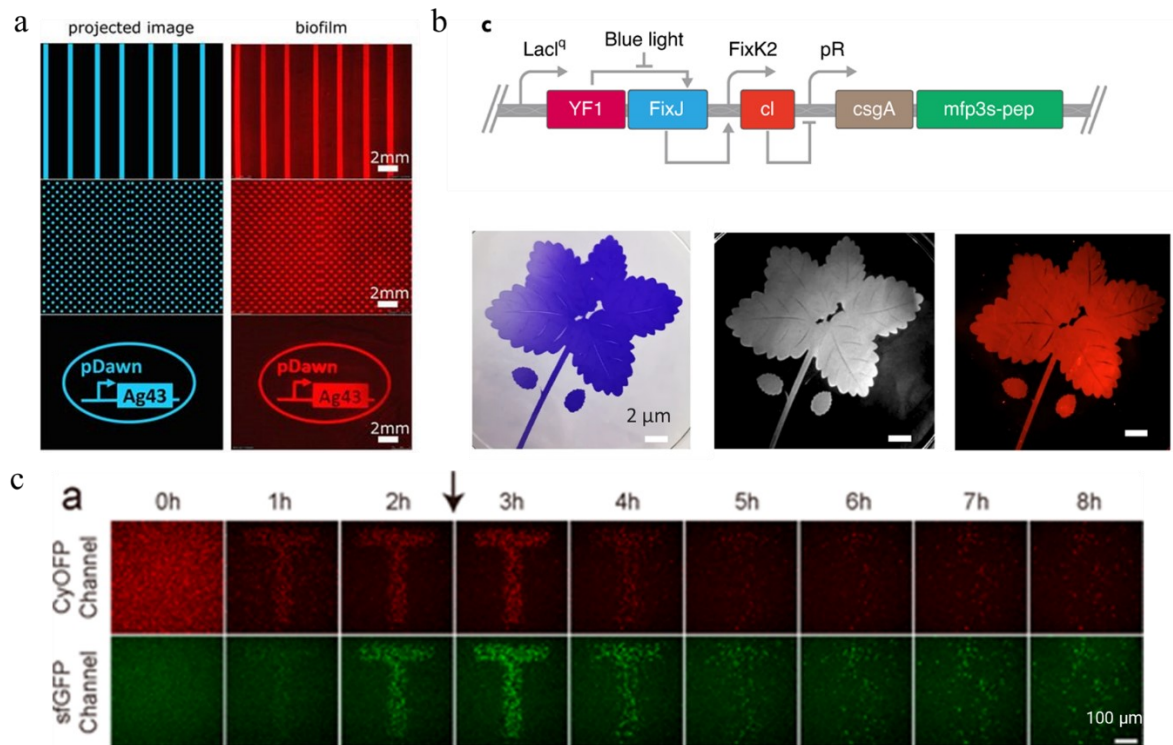 a
projected image
biofilm
2mm
2mm
pDawn
Ag43
pDawn
Ag43
2mm
b
c
LacIq
Blue light
FixK2
pR
YF1
FixJ
cI
csgA
mfp3s-pep
2 μm
c
a
0h
1h
2h
3h
4h
5h
6h
7h
8h
CyOFP
Channel
sfGFP
Channel
100 μm